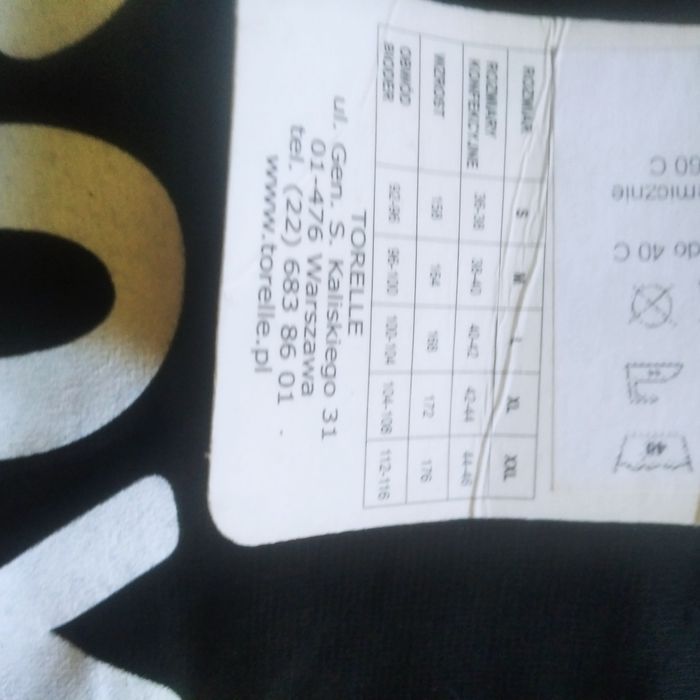 do 40 C
micznie
60 C
ROZMIAR S M L XL XXL
ROZMIARY
KONFEKCYJNE 36-38 38-40 40-42 42-44 44-46
WZROST 158 164 168 172 176
OBWÓD
BIODER 92-96 96-100 100-104 104-108 112-116
TORELLE
ul. Gen. S. Kaliskiego 31
01-476 Warszawa
tel. (22) 683 86 01
www.torelle.pl